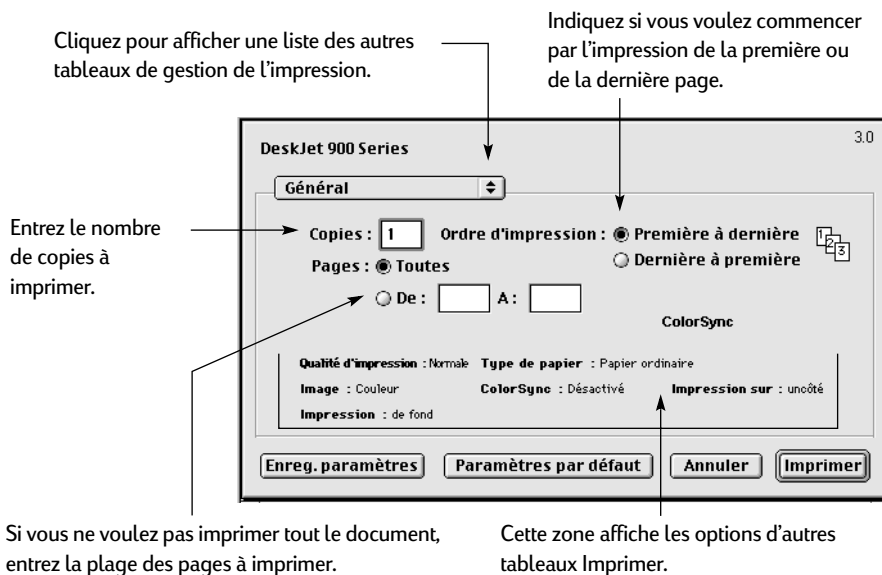 Indiquez si vous voulez commencer
par l'impression de la première ou
de la dernière page.
Cliquez pour afficher une liste des autres
tableaux de gestion de l'impression.
3.0
DeskJet 900 Series
Général
Entrez le nombre
de copies à
imprimer.
Copies : 1 Ordre d'impression : Première à dernière
Dernière à première
1 2 3
Pages : Toutes
De : A :
ColorSync
Qualité d'impression : Normale Type de papier : Papier ordinaire
Image : Couleur ColorSync : Désactivé Impression sur : uncôté
Impression : de fond
Enreg. paramètres Paramètres par défaut Annuler Imprimer
Si vous ne voulez pas imprimer tout le document,
entrez la plage des pages à imprimer.
Cette zone affiche les options d'autres
tableaux Imprimer.